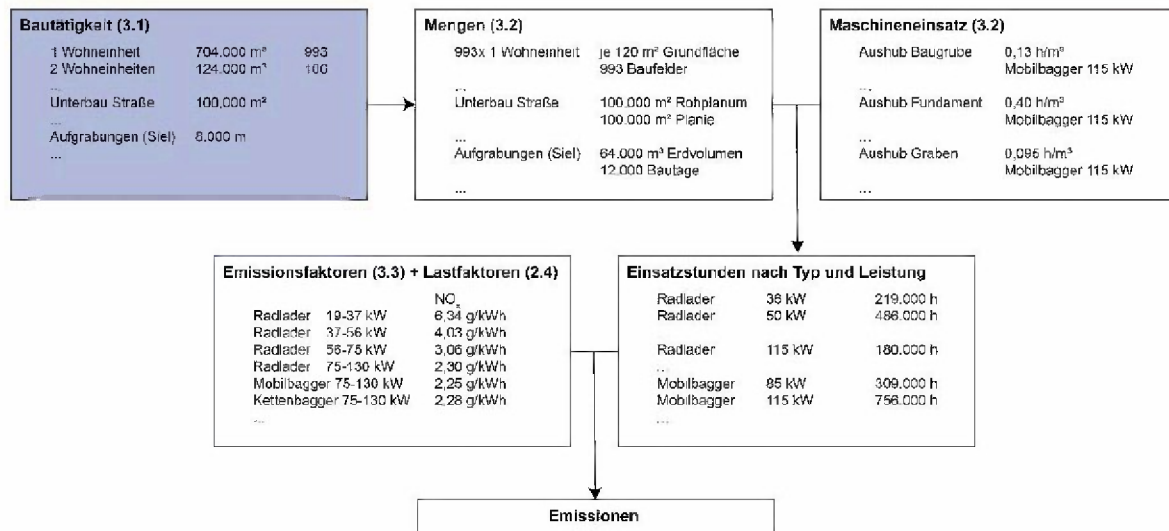 Bautätigkeit (3.1)
1 Wohneinheit 704.000 m³ 993
2 Wohneinheiten 124.000 m³ 106
...
Unterbau Straße 100,000 m²
...
Aufgrabungen (Siel) 8.000 m
...
Mengen (3.2)
993x 1 Wohneinheit je 120 m² Grundfläche
993 Baufelder
...
Unterbau Straße 100.000 m² Rohplanum
100.000 m² Planie
...
Aufgrabungen (Siel) 64.000 m³ Erdvolumen
12.000 Bautage
...
Maschineneinsatz (3.2)
Aushub Baugrube 0,13 h/m³
Mobilbagger 115 kW
...
Aushub Fundament 0,40 h/m³
Mobilbagger 115 kW
...
Aushub Graben 0,095 h/m³
Mobilbagger 115 kW
...
Emissionsfaktoren (3.3) + Lastfaktoren (2.4)
NOx
Radlader 19-37 kW 6,34 g/kWh
Radlader 37-56 kW 4,03 g/kWh
Radlader 56-75 kW 3,06 g/kWh
Radlader 75-130 kW 2,30 g/kWh
Mobilbagger 75-130 kW 2,25 g/kWh
Kettenbagger 75-130 kW 2,28 g/kWh
...
Einsatzstunden nach Typ und Leistung
Radlader 36 kW 219.000 h
Radlader 50 kW 486.000 h
Radlader 115 kW 180.000 h
...
Mobilbagger 85 kW 309.000 h
Mobilbagger 115 kW 756.000 h
...
Emissionen